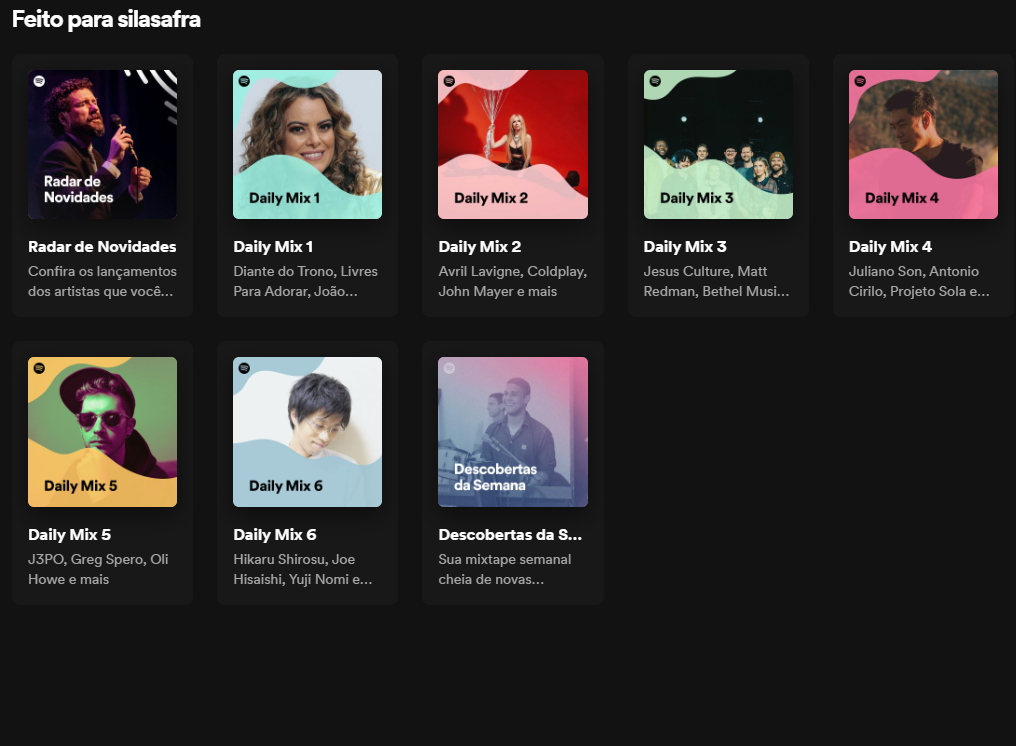 Feito para silasafra
Radar de
Novidades
Daily Mix 1
Daily Mix 2
Daily Mix 3
Daily Mix 4
Radar de Novidades
Daily Mix 1
Daily Mix 2
Daily Mix 3
Daily Mix 4
Confira os lançamentos
dos artistas que você...
Diante do Trono, Livres
Para Adorar, João...
Avril Lavigne, Coldplay,
John Mayer e mais
Jesus Culture, Matt
Redman, Bethel Musi...
Juliano Son, Antonio
Cirilo, Projeto Sola e...
Daily Mix 5
Daily Mix 6
Descobertas
da Semana
Daily Mix 5
Daily Mix 6
Descobertas da S...
J3PO, Greg Spero, Oli
Howe e mais
Hikaru Shirosu, Joe
Hisaishi, Yuji Nomi e...
Sua mixtape semanal
cheia de novas...